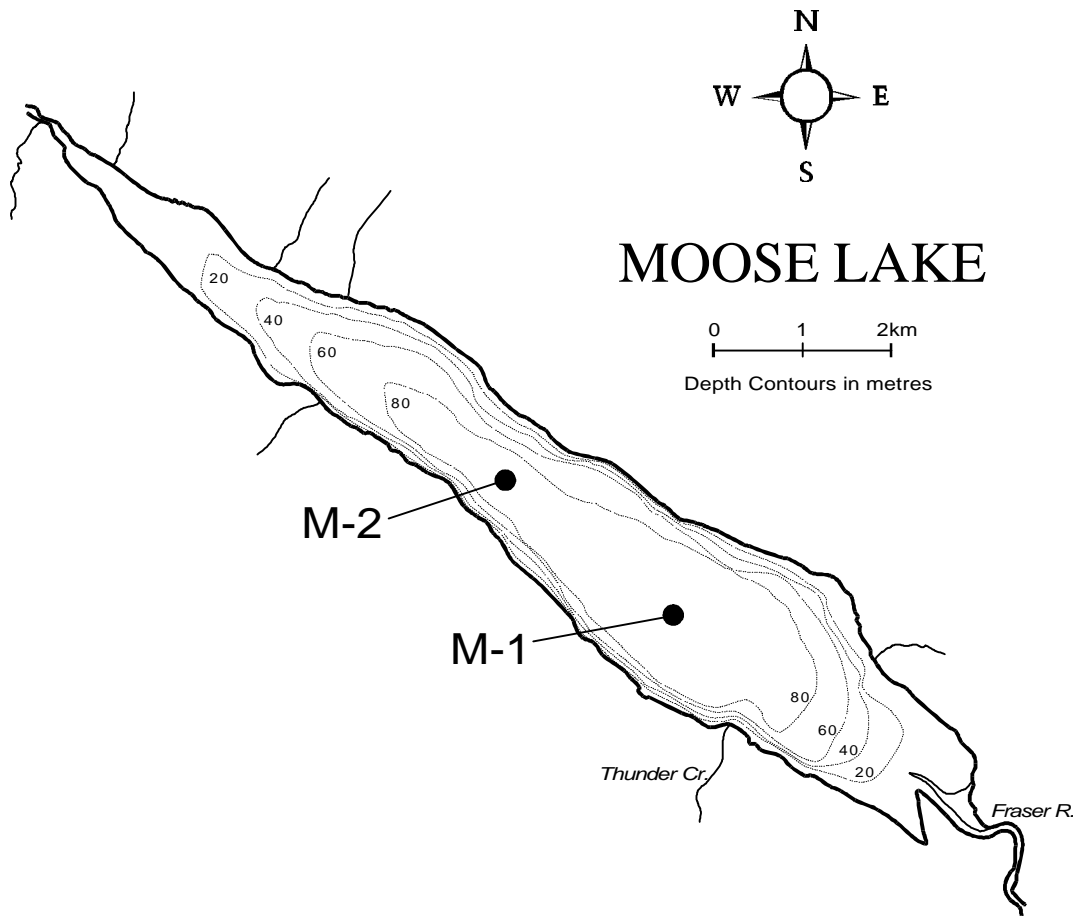 N
W E
S
MOOSE LAKE
0 1 2km
Depth Contours in metres
20
40
60
80
M-2
M-1
80
60
40
20
Thunder Cr.
Fraser R.